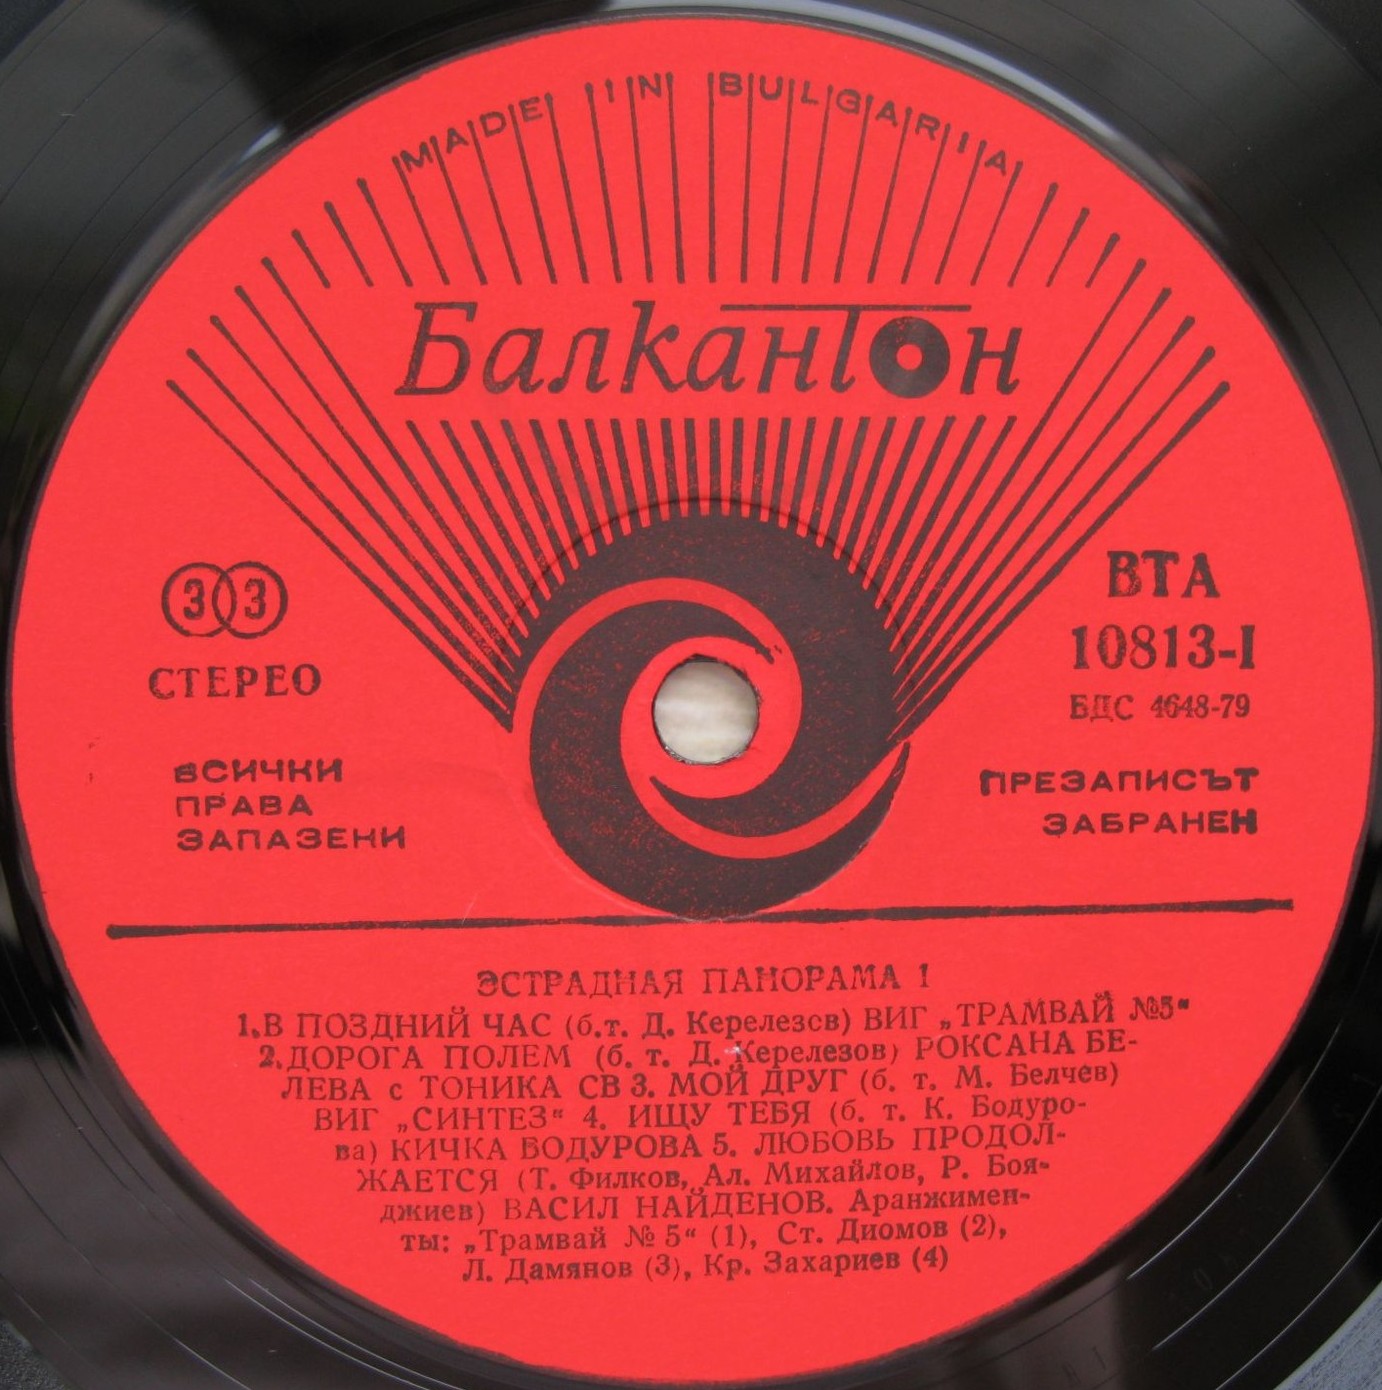 MADE IN BULGARIA
Балкантон
33
СТЕРЕО
ВТА
10813-I
БДС 4648-79
ВСИЧКИ
ПРАВА
ЗАПАЗЕНИ
ПРЕЗАПИСЪТ
ЗАБРАНЕН
ЭСТРАДНАЯ ПАНОРАМА 1
1. В ПОЗДНИЙ ЧАС (б.т. Д. Керелезов) ВИГ „ТРАМВАЙ №5“
2. ДОРОГА ПОЛЕМ (б. т. Д. Керелезов) РОКСАНА БЕ-
ЛЕВА с ТОНИКА СВ 3. МОЙ ДРУГ (б. т. М. Белчев)
ВИГ „СИНТЕЗ“ 4. ИЩУ ТЕБЯ (б. т. К. Бодуро-
ва) КИЧКА БОДУРОВА 5. ЛЮБОВЬ ПРОДОЛ-
ЖАЕТСЯ (Т. Филков, Ал. Михайлов, Р. Боя-
джиев) ВАСИЛ НАЙДЕНОВ. Аранжимен-
ты: „Трамвай № 5“ (1), Ст. Диомов (2),
Л. Дамянов (3), Кр. Захариев (4)